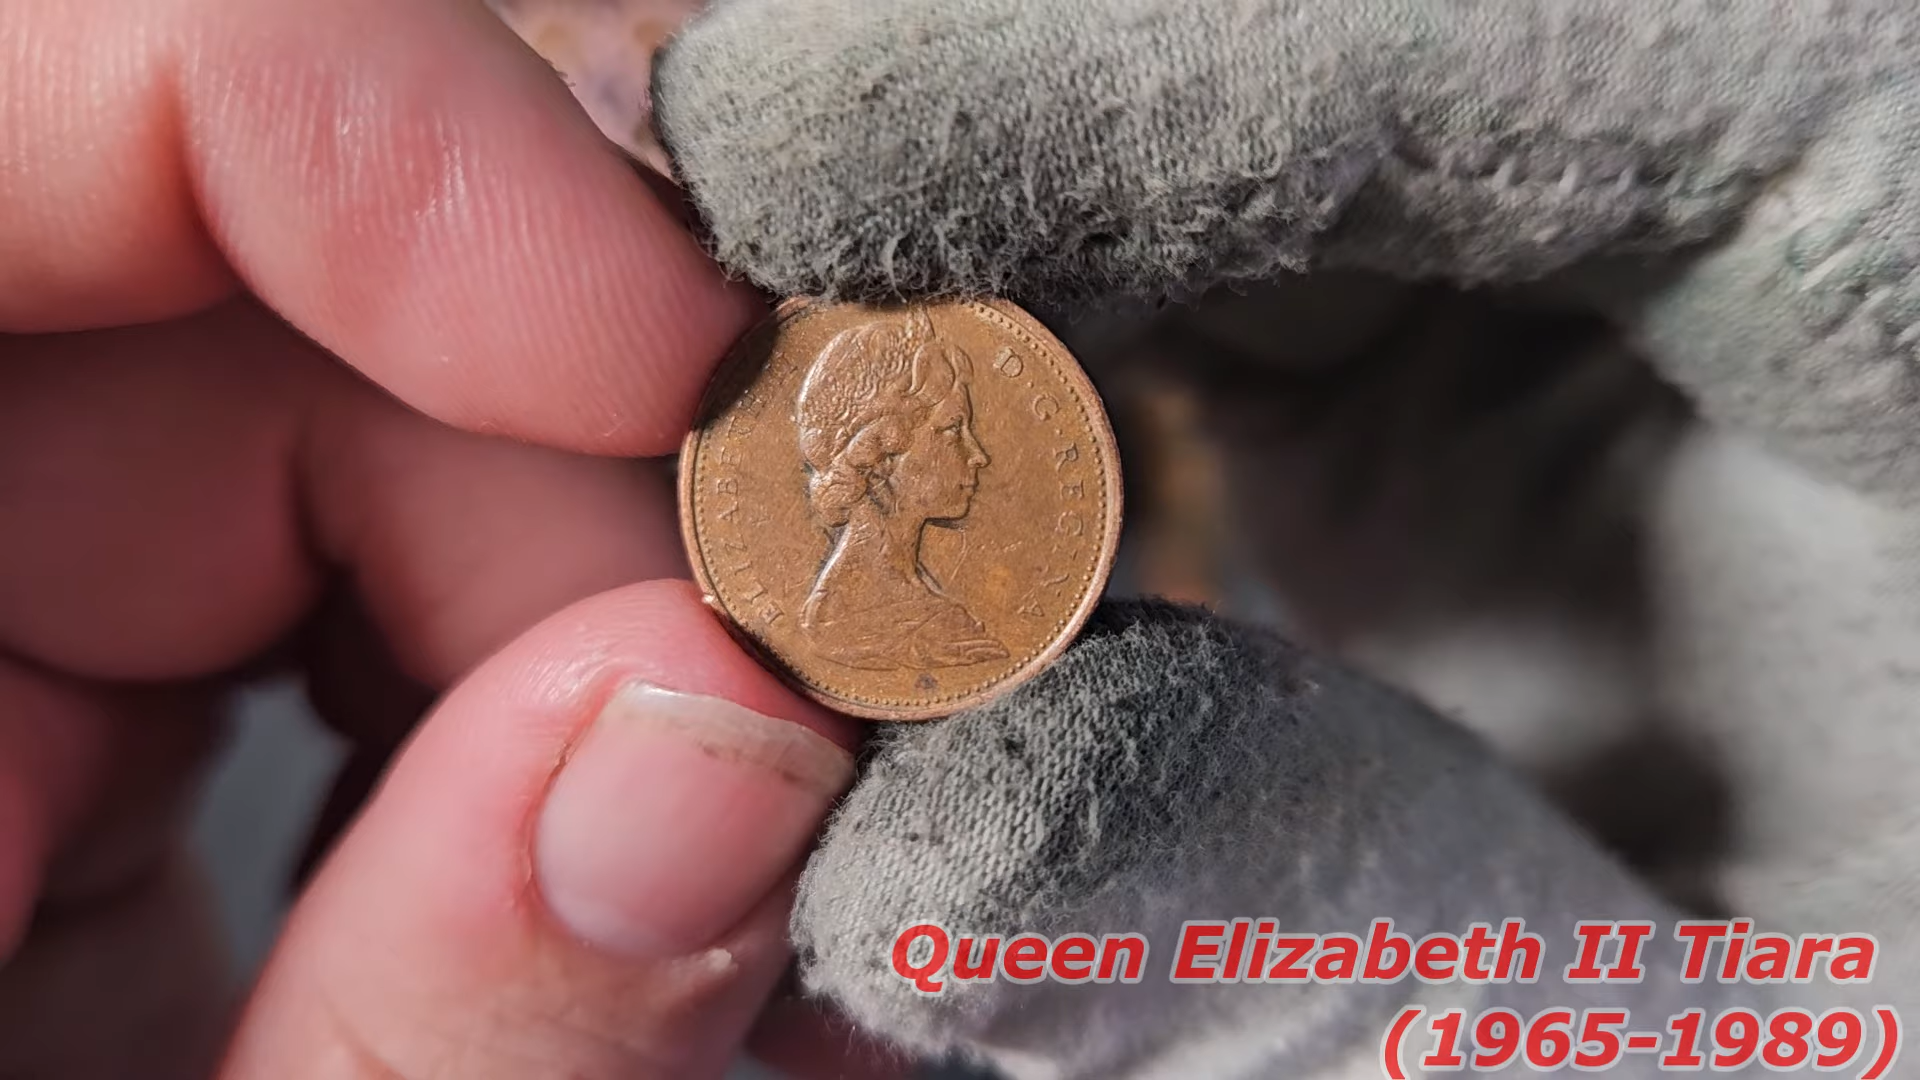 ELIZABETH II D·G·REGINA
Queen Elizabeth II Tiara
(1965-1989)